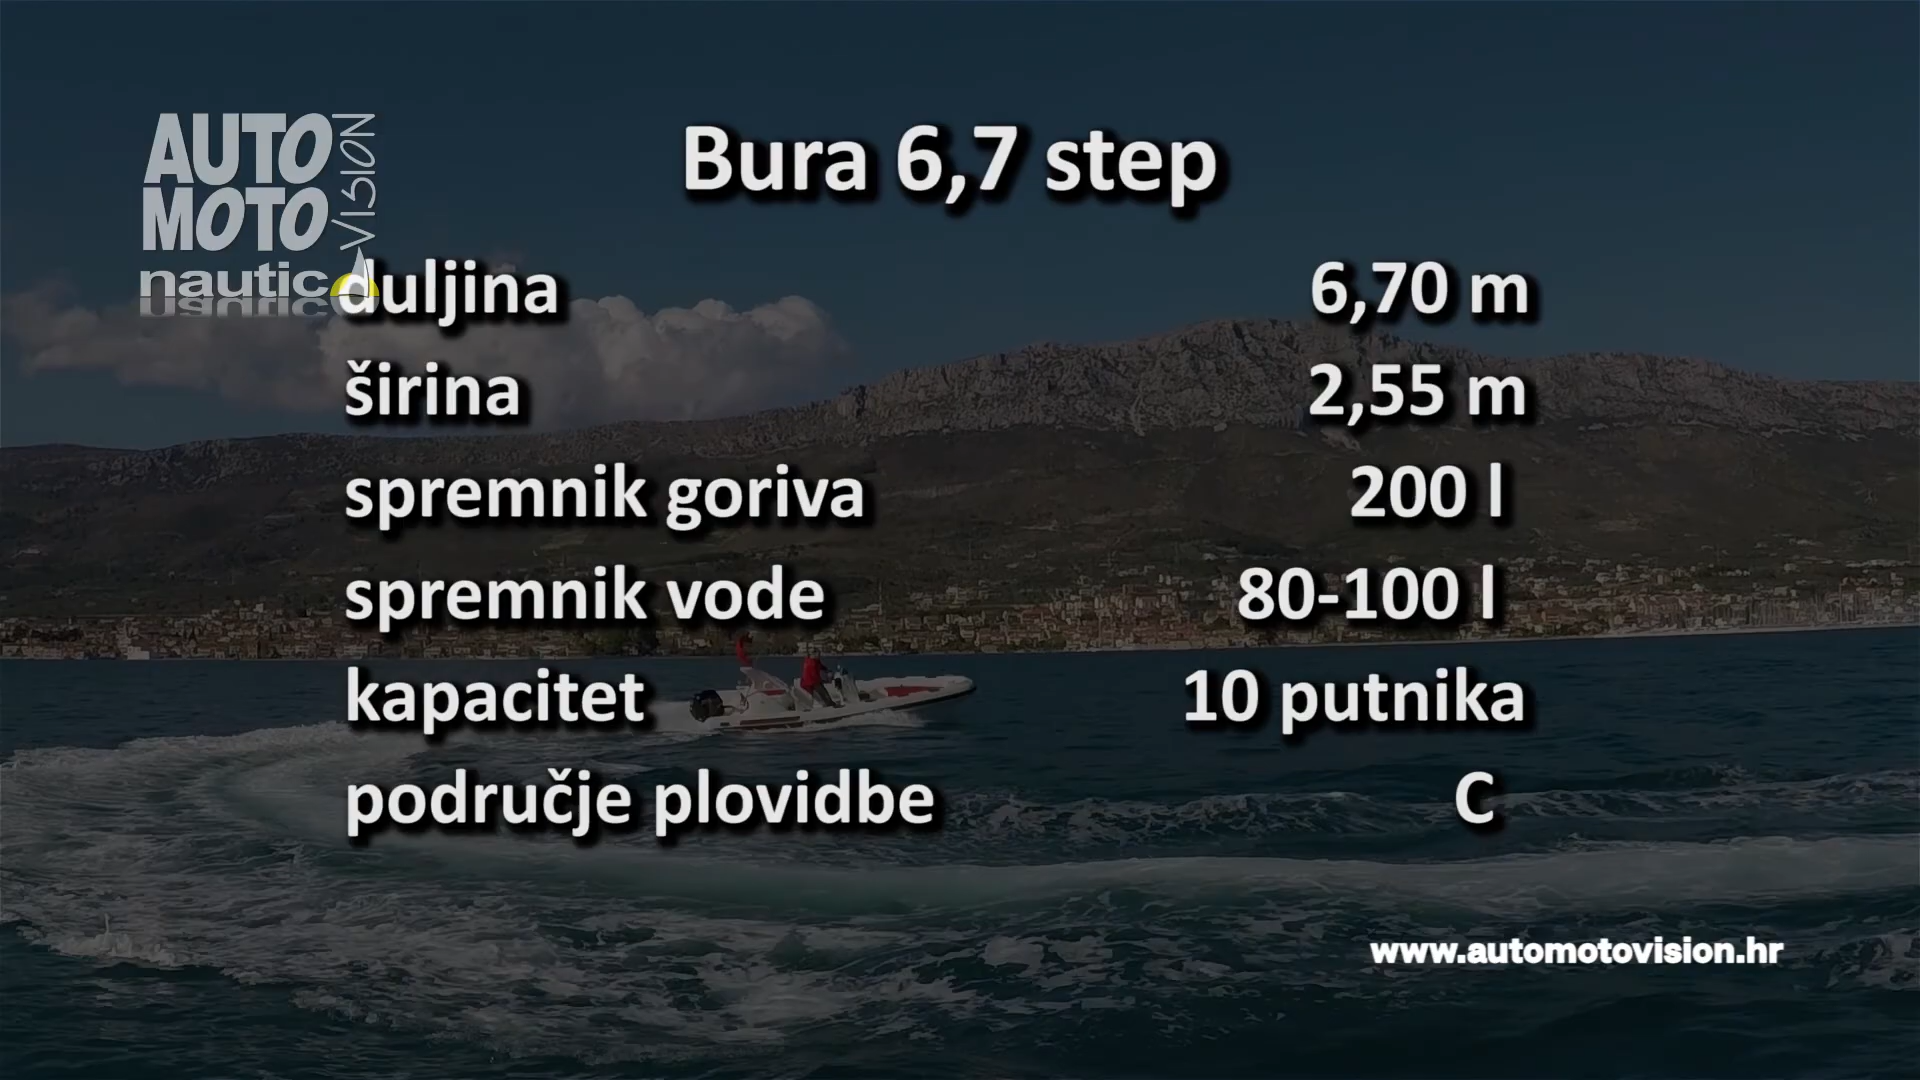 AUTO
MOTO
VISION
nautic
Bura 6,7 step
duljina 6,70 m
širina 2,55 m
spremnik goriva 200 l
spremnik vode 80-100 l
kapacitet 10 putnika
područje plovidbe C
www.automotovision.hr